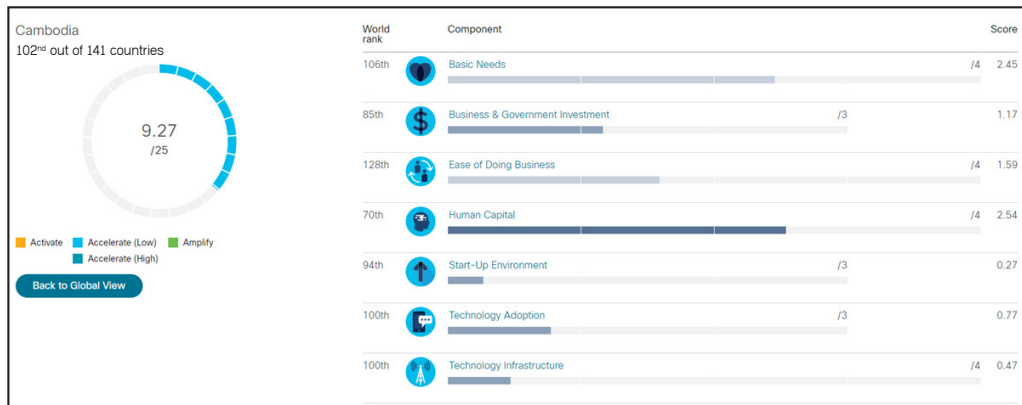 Cambodia
102nd out of 141 countries
9.27
/25
Activate Accelerate (Low) Amplify
Accelerate (High)
Back to Global View
World rank Component Score
106th Basic Needs /4 2.45
85th Business & Government Investment /3 1.17
128th Ease of Doing Business /4 1.59
70th Human Capital /4 2.54
94th Start-Up Environment /3 0.27
100th Technology Adoption /3 0.77
100th Technology Infrastructure /4 0.47